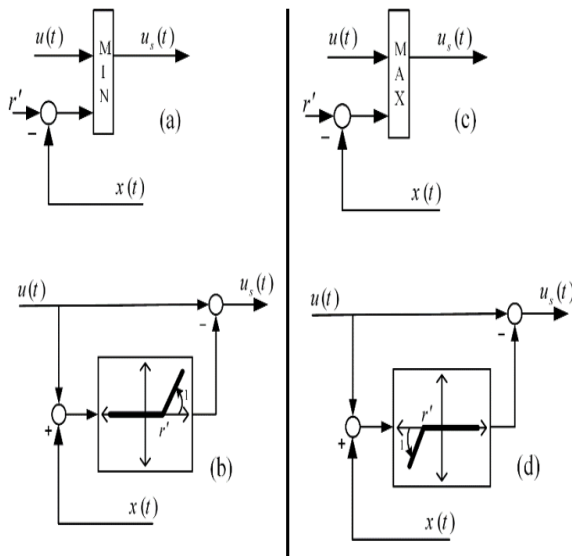 u(t)
M
I
N
u_s(t)
r'
−
(a)
x(t)
u(t)
M
A
X
u_s(t)
r'
−
(c)
x(t)
u(t)
u_s(t)
−
1
r'
+
(b)
x(t)
u(t)
u_s(t)
−
r'
1
+
(d)
x(t)